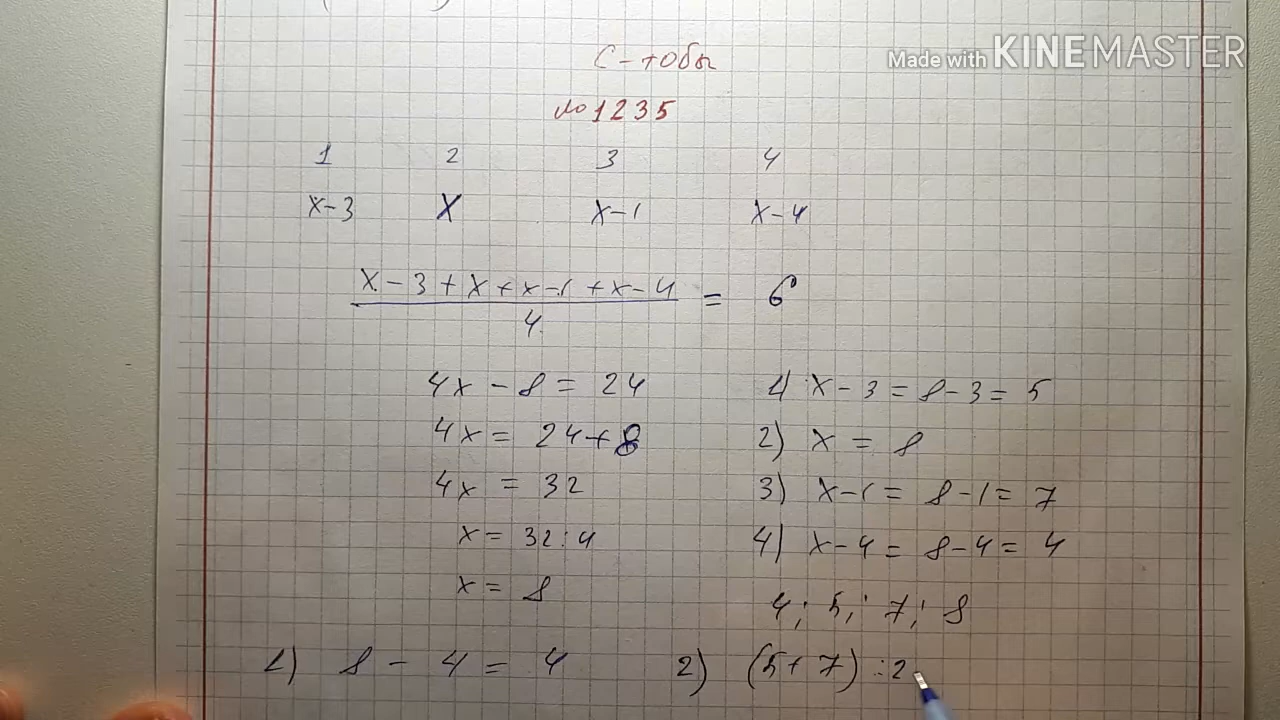 Made with KINEMASTER
С-тобы
№1235
1 2 3 4
x-3 X x-1 x-4
x-3+x+x-1+x-4
4
= 6
4x-8=24
4x=24+8
4x=32
x=32:4
x=8
1) x-3=8-3=5
2) x=8
3) x-1=8-1=7
4) x-4=8-4=4
4; 5; 7; 8
1) 8-4=4
2) (5+7):2